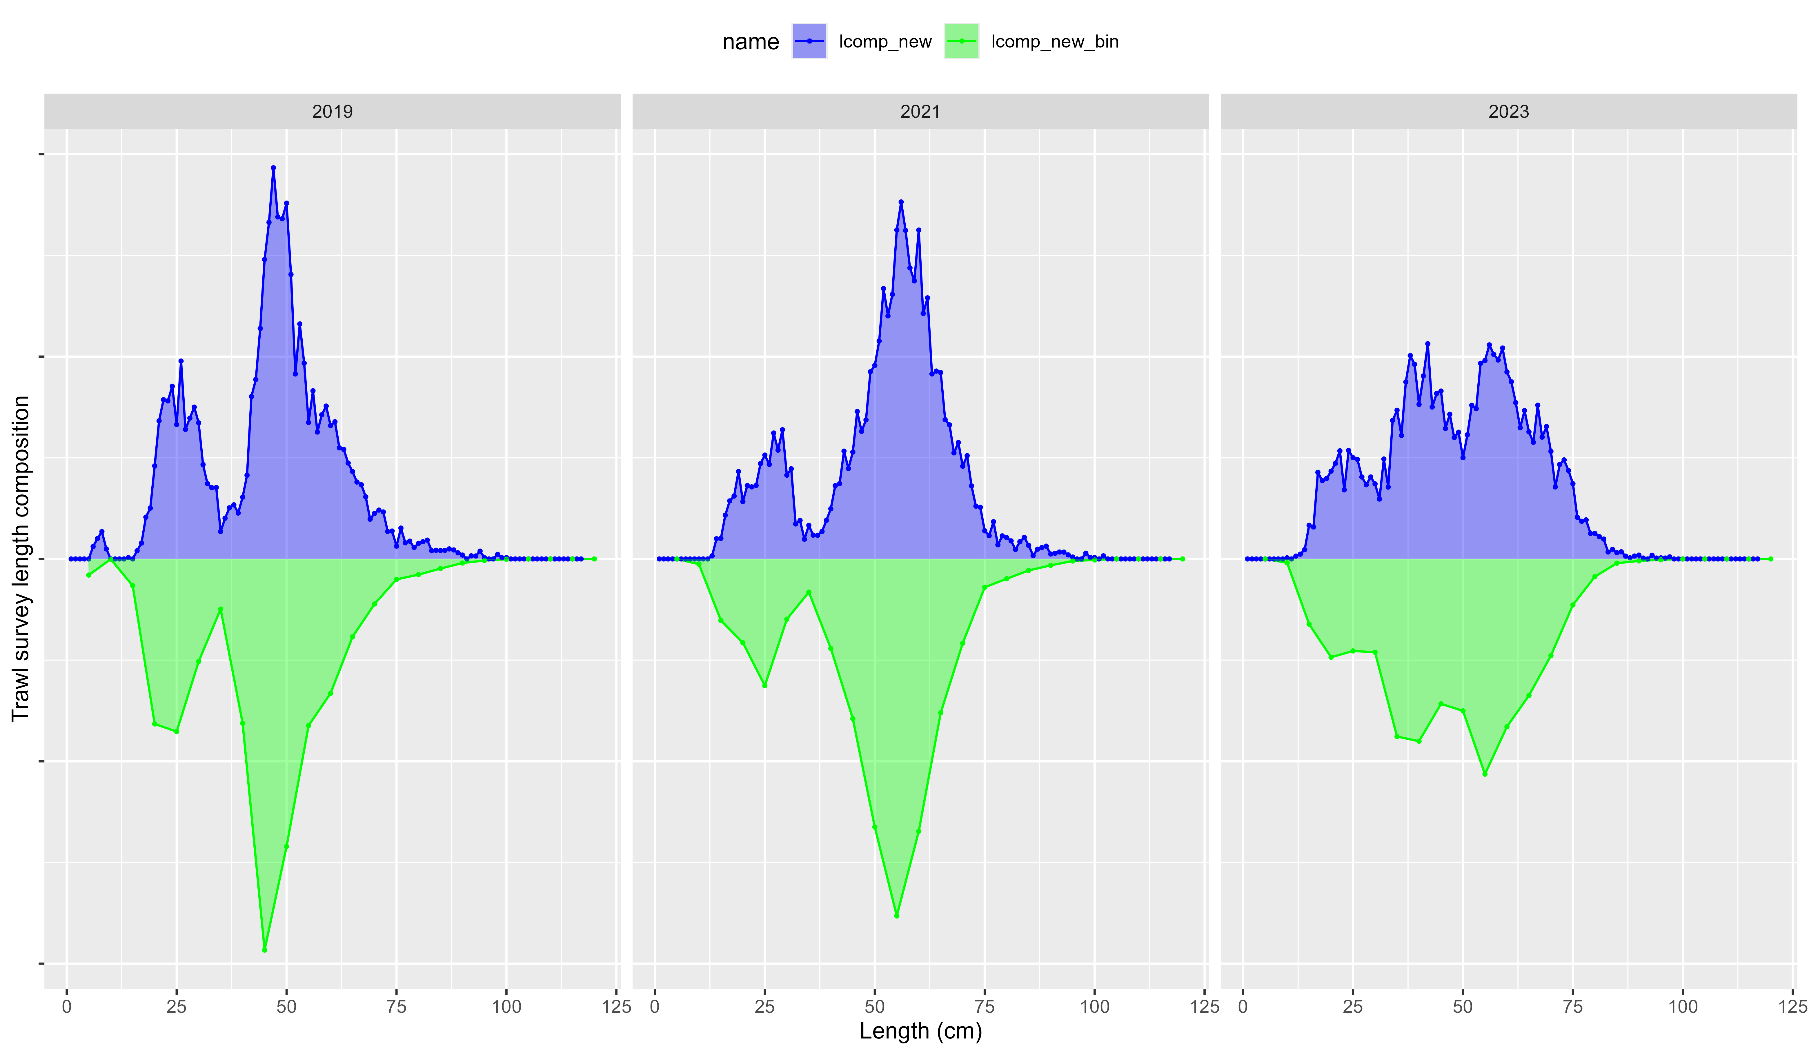 name lcomp_new lcomp_new_bin
2019 2021 2023
Trawl survey length composition
0 25 50 75 100 125 0 25 50 75 100 125 0 25 50 75 100 125
Length (cm)